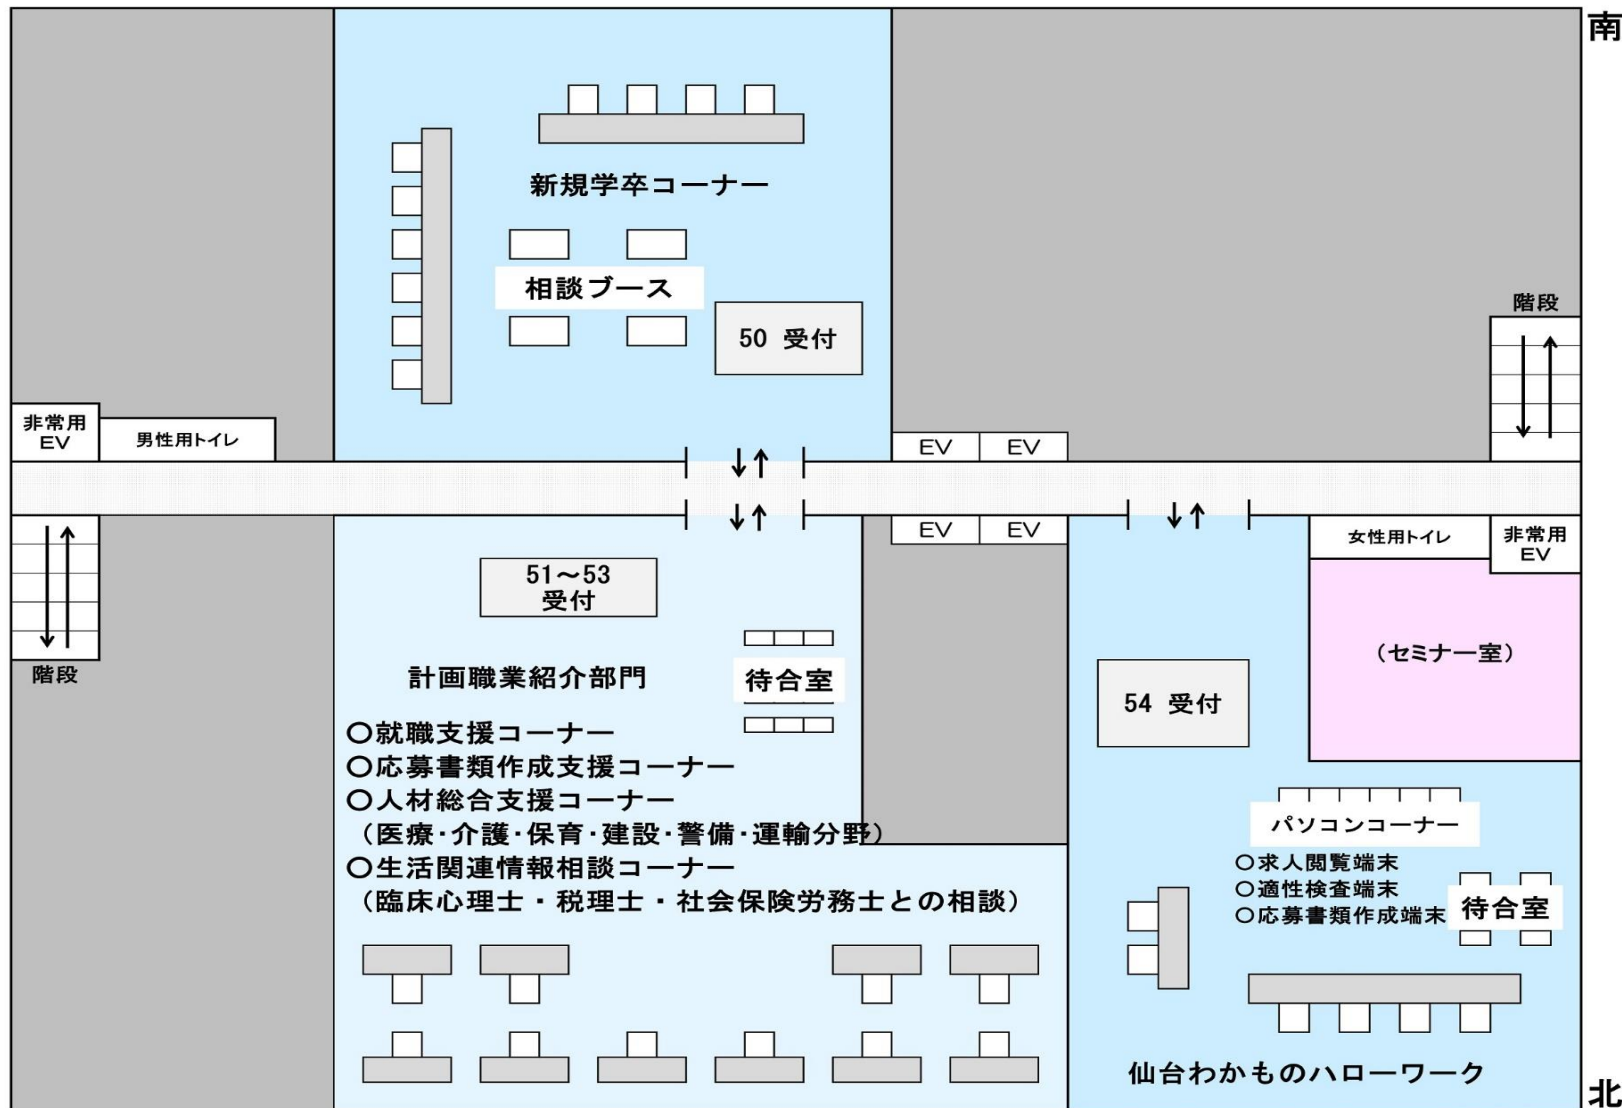 南
新規学卒コーナー
相談ブース
50 受付
階段
非常用
EV
男性用トイレ
EV
EV
EV
EV
女性用トイレ
非常用
EV
階段
51～53
受付
計画職業紹介部門
待合室
○就職支援コーナー
○応募書類作成支援コーナー
○人材総合支援コーナー
（医療・介護・保育・建設・警備・運輸分野）
○生活関連情報相談コーナー
（臨床心理士・税理士・社会保険労務士との相談）
（セミナー室）
54 受付
パソコンコーナー
○求人閲覧端末
○適性検査端末
○応募書類作成端末
待合室
仙台わかものハローワーク
北